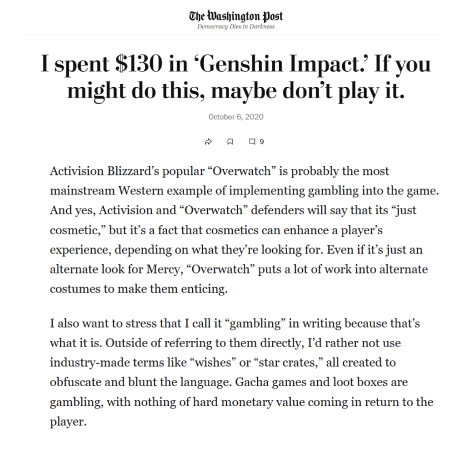 The Washington Post
Democracy Dies in Darkness
I spent $130 in ‘Genshin Impact.’ If you
might do this, maybe don’t play it.
October 6, 2020
9
Activision Blizzard’s popular “Overwatch” is probably the most
mainstream Western example of implementing gambling into the game.
And yes, Activision and “Overwatch” defenders will say that its “just
cosmetic,” but it’s a fact that cosmetics can enhance a player’s
experience, depending on what they’re looking for. Even if it’s just an
alternate look for Mercy, “Overwatch” puts a lot of work into alternate
costumes to make them enticing.
I also want to stress that I call it “gambling” in writing because that’s
what it is. Outside of referring to them directly, I’d rather not use
industry-made terms like “wishes” or “star crates,” all created to
obfuscate and blunt the language. Gacha games and loot boxes are
gambling, with nothing of hard monetary value coming in return to the
player.